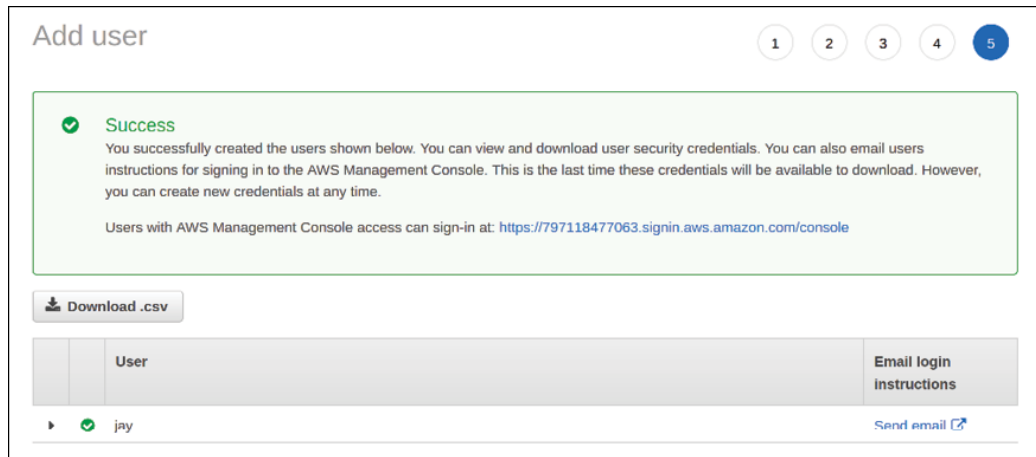 Add user
1 2 3 4 5
Success
You successfully created the users shown below. You can view and download user security credentials. You can also email users
instructions for signing in to the AWS Management Console. This is the last time these credentials will be available to download. However,
you can create new credentials at any time.
Users with AWS Management Console access can sign-in at: https://797118477063.signin.aws.amazon.com/console
Download .csv
User
Email login
instructions
jay
Send email